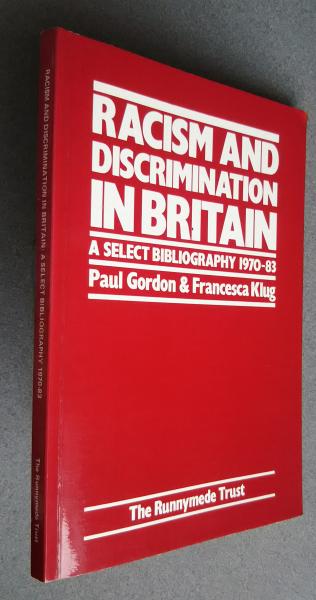 RACISM AND
DISCRIMINATION
IN BRITAIN
A SELECT BIBLIOGRAPHY 1970-83
Paul Gordon & Francesca Klug
The Runnymede Trust
RACISM AND DISCRIMINATION IN BRITAIN: A SELECT BIBLIOGRAPHY 1970-83
The Runnymede Trust